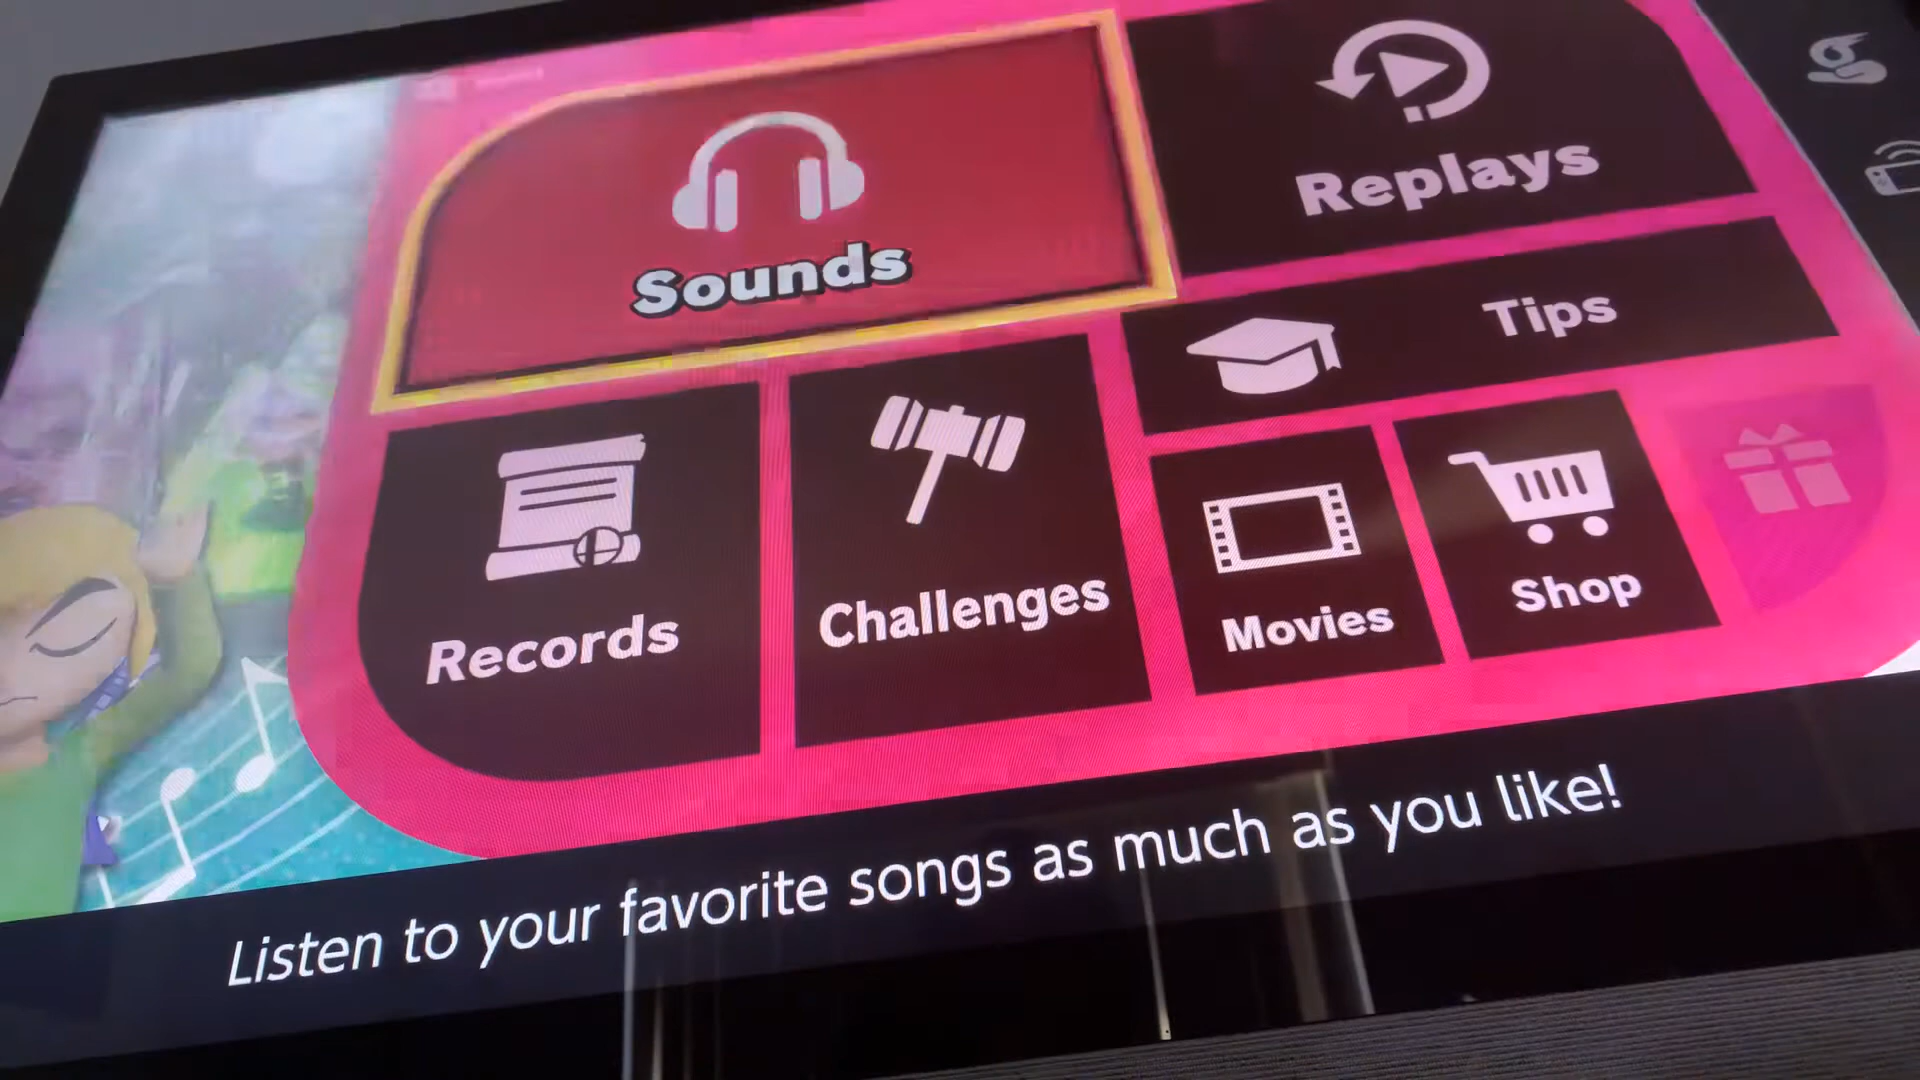 Sounds
Replays
Tips
Records
Challenges
Movies
Shop
Listen to your favorite songs as much as you like!